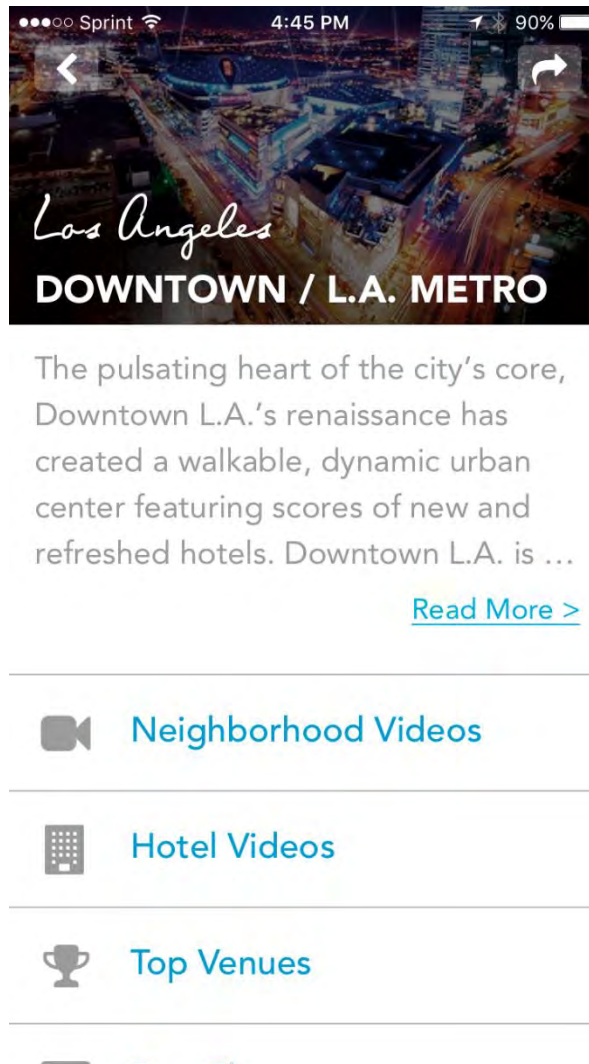 Sprint 4:45 PM 90%
Los Angeles
DOWNTOWN / L.A. METRO
The pulsating heart of the city’s core,
Downtown L.A.’s renaissance has
created a walkable, dynamic urban
center featuring scores of new and
refreshed hotels. Downtown L.A. is …
Read More >
Neighborhood Videos
Hotel Videos
Top Venues